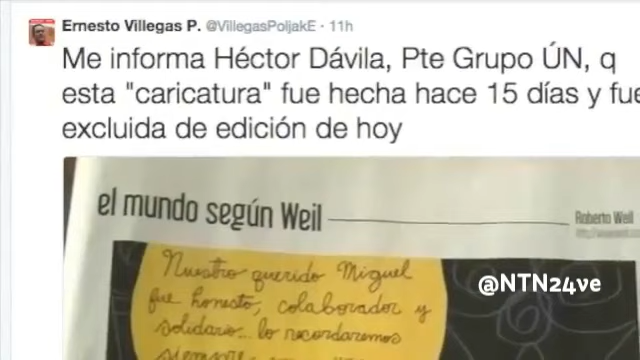 Ernesto Villegas P. @VillegasPoljakE · 11h
Me informa Héctor Dávila, Pte Grupo ÚN, q
esta "caricatura" fue hecha hace 15 días y fue
excluida de edición de hoy
el mundo según Weil
Roberto Weil
@NTN24ve
Nuestro querido Miguel
fue honesto, colaborador y
solidario... lo recordaremos
siempre